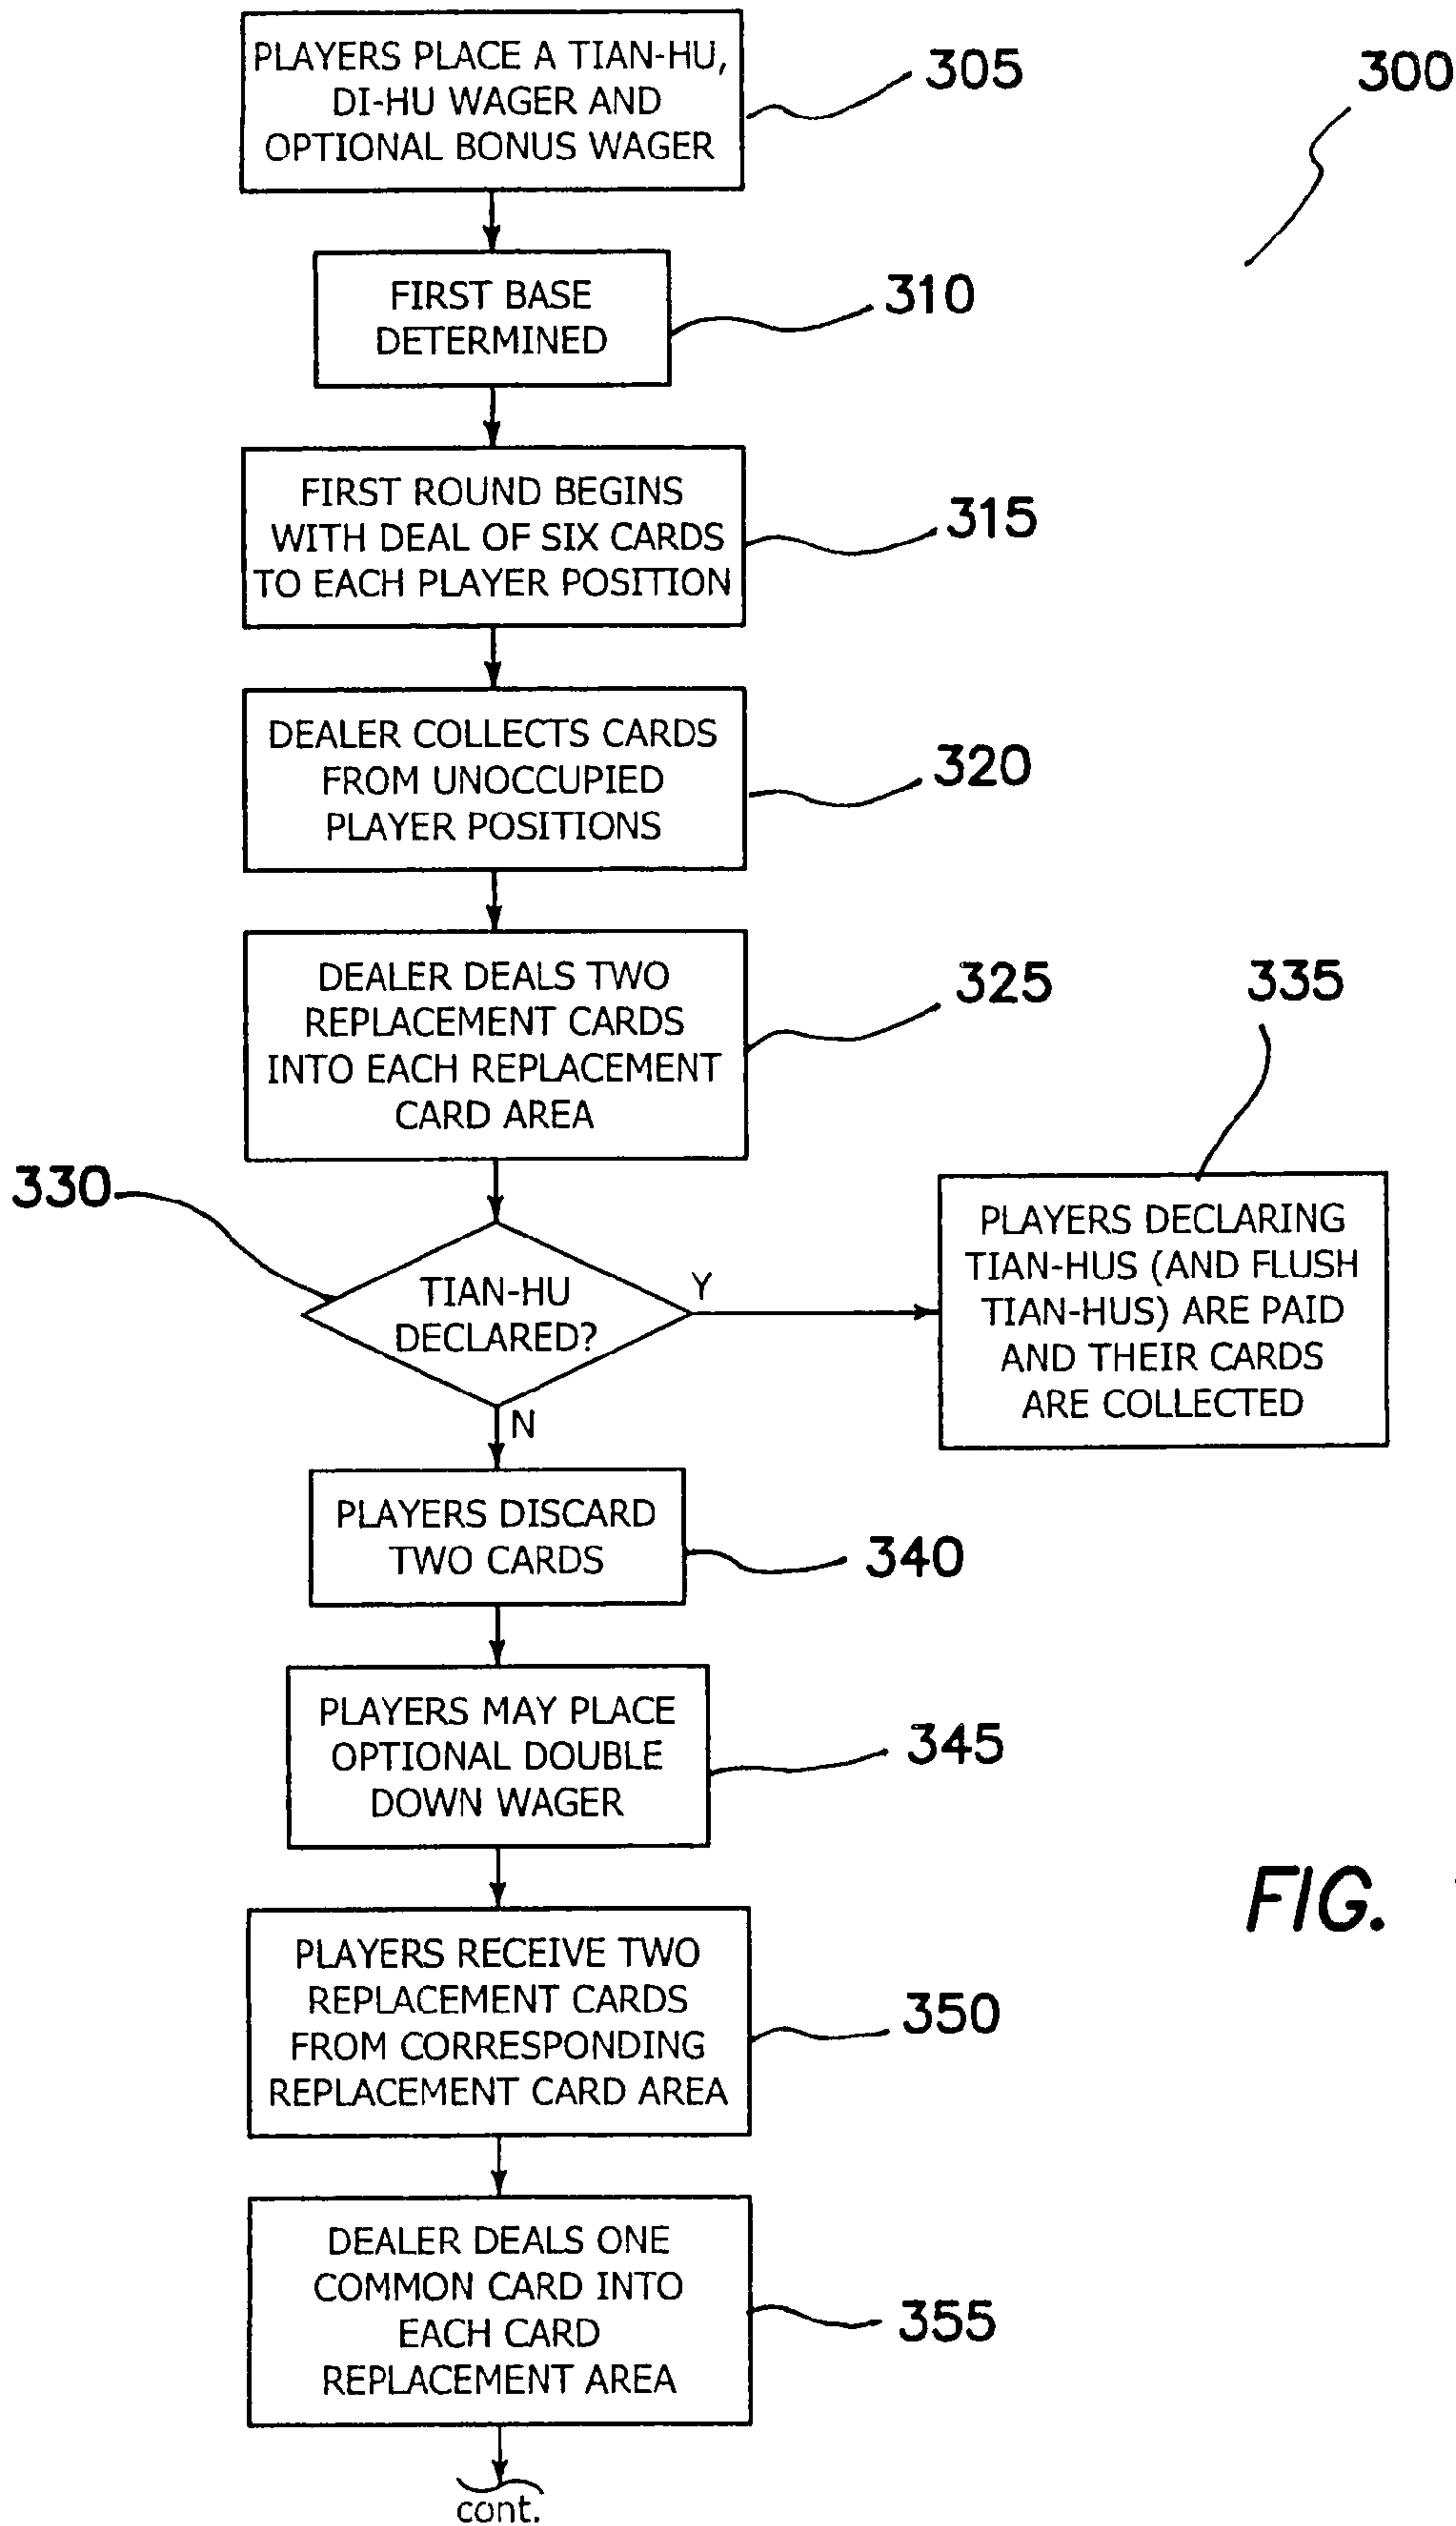 PLAYERS PLACE A TIAN-HU,
DI-HU WAGER AND
OPTIONAL BONUS WAGER
305
300
FIRST BASE
DETERMINED
310
FIRST ROUND BEGINS
WITH DEAL OF SIX CARDS
TO EACH PLAYER POSITION
315
DEALER COLLECTS CARDS
FROM UNOCCUPIED
PLAYER POSITIONS
320
DEALER DEALS TWO
REPLACEMENT CARDS
INTO EACH REPLACEMENT
CARD AREA
325
335
330
TIAN-HU
DECLARED?
Y
N
PLAYERS DECLARING
TIAN-HUS (AND FLUSH
TIAN-HUS) ARE PAID
AND THEIR CARDS
ARE COLLECTED
PLAYERS DISCARD
TWO CARDS
340
PLAYERS MAY PLACE
OPTIONAL DOUBLE
DOWN WAGER
345
FIG.
PLAYERS RECEIVE TWO
REPLACEMENT CARDS
FROM CORRESPONDING
REPLACEMENT CARD AREA
350
DEALER DEALS ONE
COMMON CARD INTO
EACH CARD
REPLACEMENT AREA
355
cont.